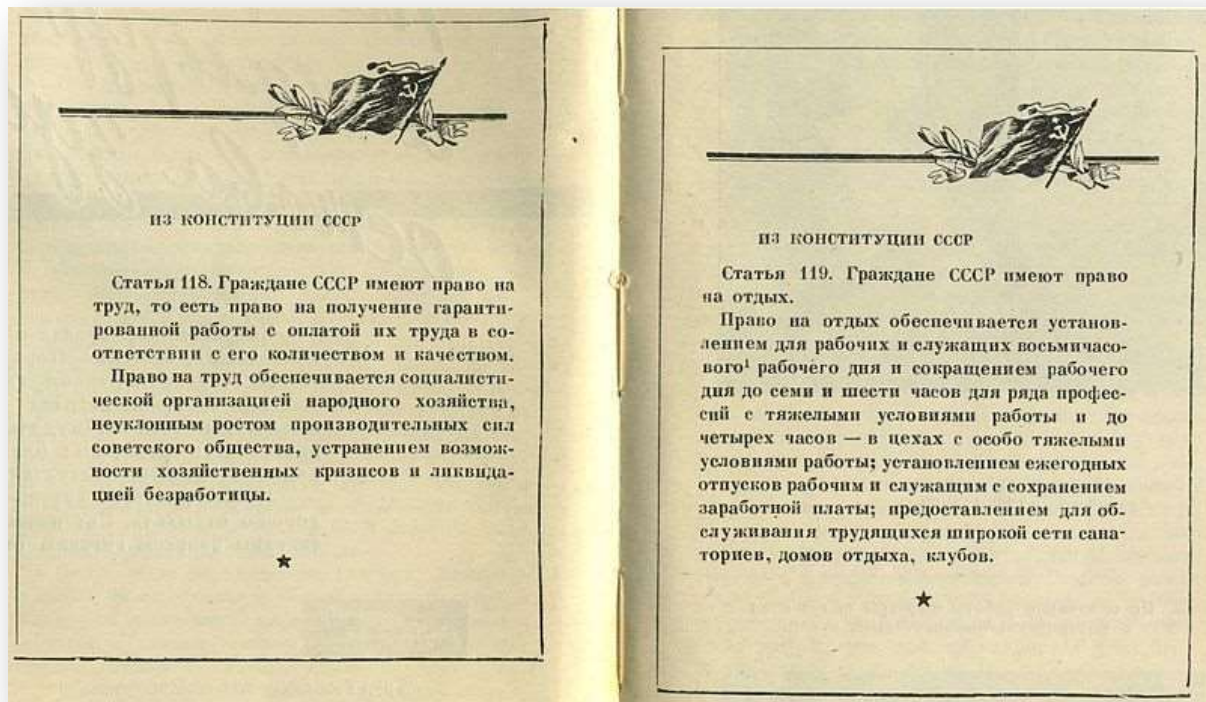 ИЗ КОНСТИТУЦИИ СССР
Статья 118. Граждане СССР имеют право на
труд, то есть право на получение гаранти-
рованной работы с оплатой их труда в со-
ответствии с его количеством и качеством.
Право на труд обеспечивается социалисти-
ческой организацией народного хозяйства,
неуклонным ростом производительных сил
советского общества, устранением возмож-
ности хозяйственных кризисов и ликвида-
цией безработицы.
ИЗ КОНСТИТУЦИИ СССР
Статья 119. Граждане СССР имеют право
на отдых.
Право на отдых обеспечивается установ-
лением для рабочих и служащих восьмичасо-
вого¹ рабочего дня и сокращением рабочего
дня до семи и шести часов для ряда профес-
сий с тяжелыми условиями работы и до
четырех часов — в цехах с особо тяжелыми
условиями работы; установлением ежегодных
отпусков рабочим и служащим с сохранением
заработной платы; предоставлением для об-
служивания трудящихся широкой сети сана-
ториев, домов отдыха, клубов.